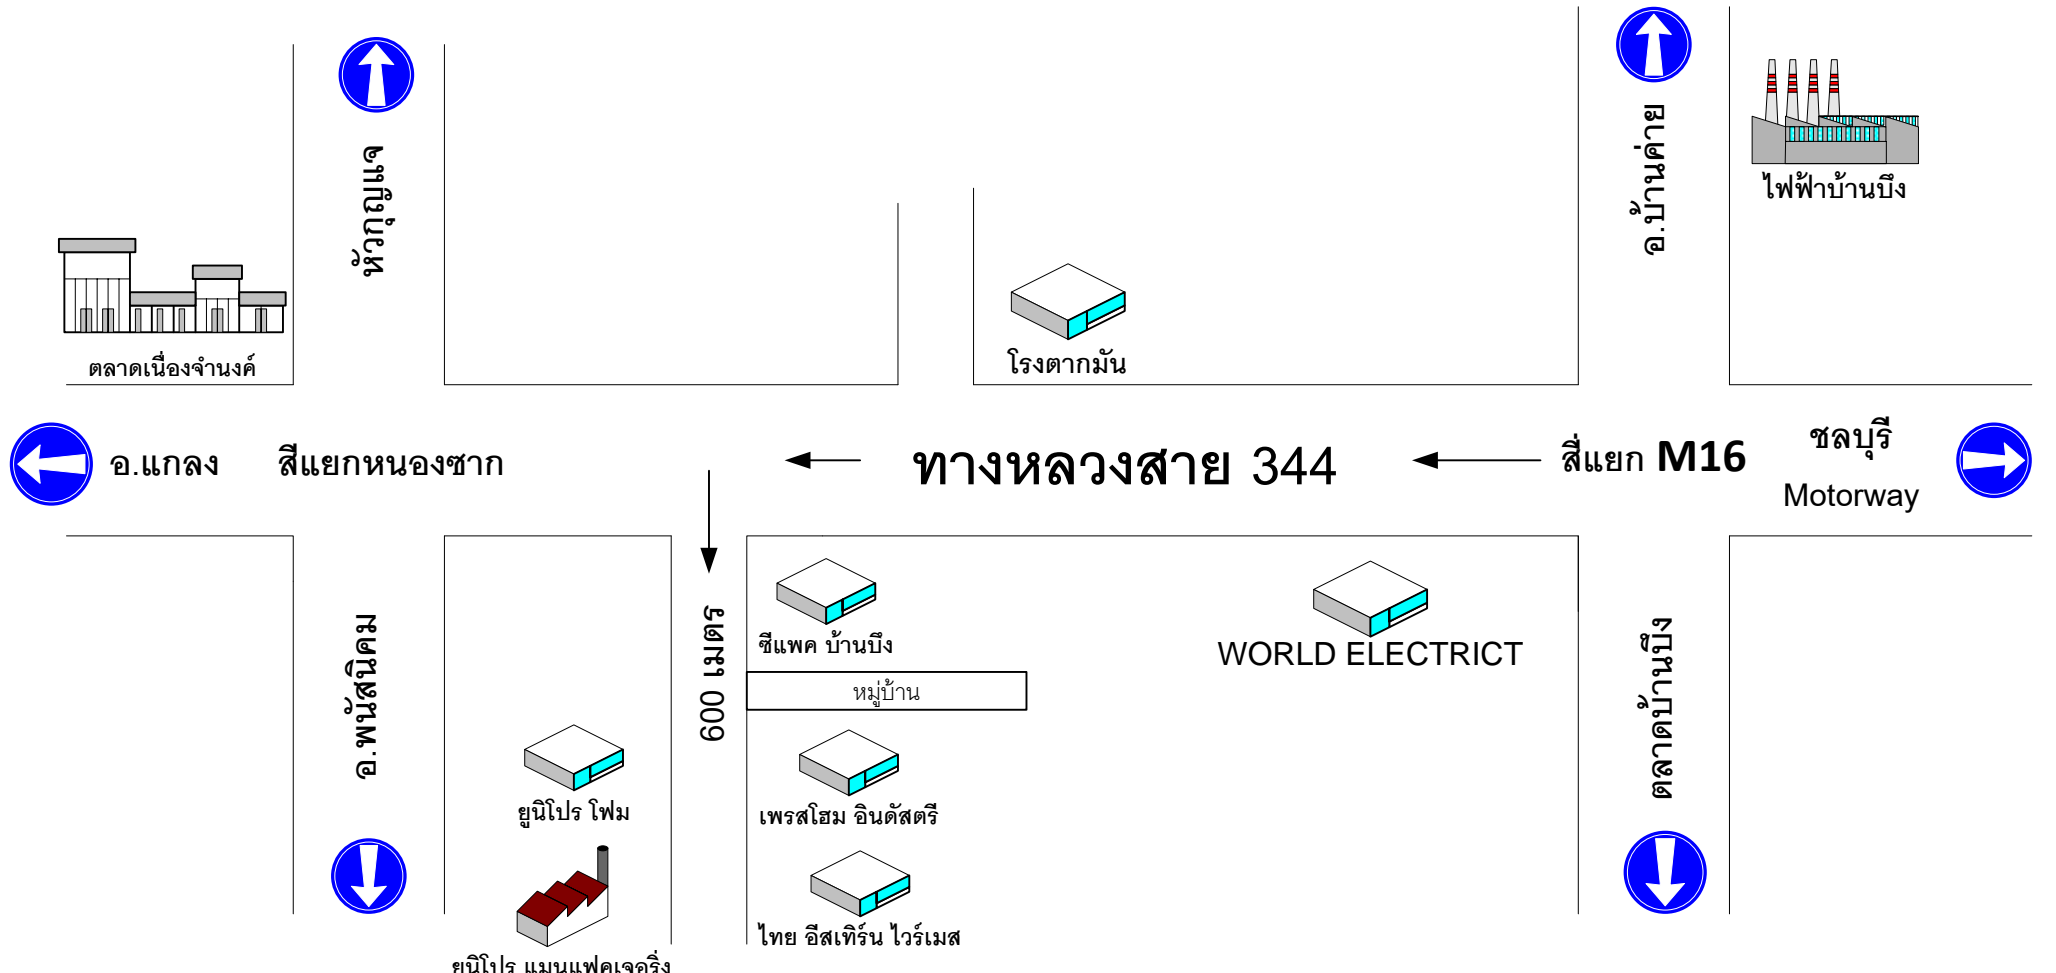 หัวกุญแจ
อ.บ้านค่าย
ไฟฟ้าบ้านบึง
ตลาดเนื่องจำนงค์
โรงตากมัน
อ.แกลง
สี่แยกหนองซาก
ทางหลวงสาย 344
สี่แยก M16
ชลบุรี
Motorway
อ.พนัสนิคม
600 เมตร
ซีแพค บ้านบึง
หมู่บ้าน
WORLD ELECTRICT
ตลาดบ้านบึง
ยูนิโปร โฟม
เพรสโฮม อินดัสตรี
ไทย อีสเทิร์น ไวร์เมส
ยูนิโปร แมนูแฟคเจอริ่ง